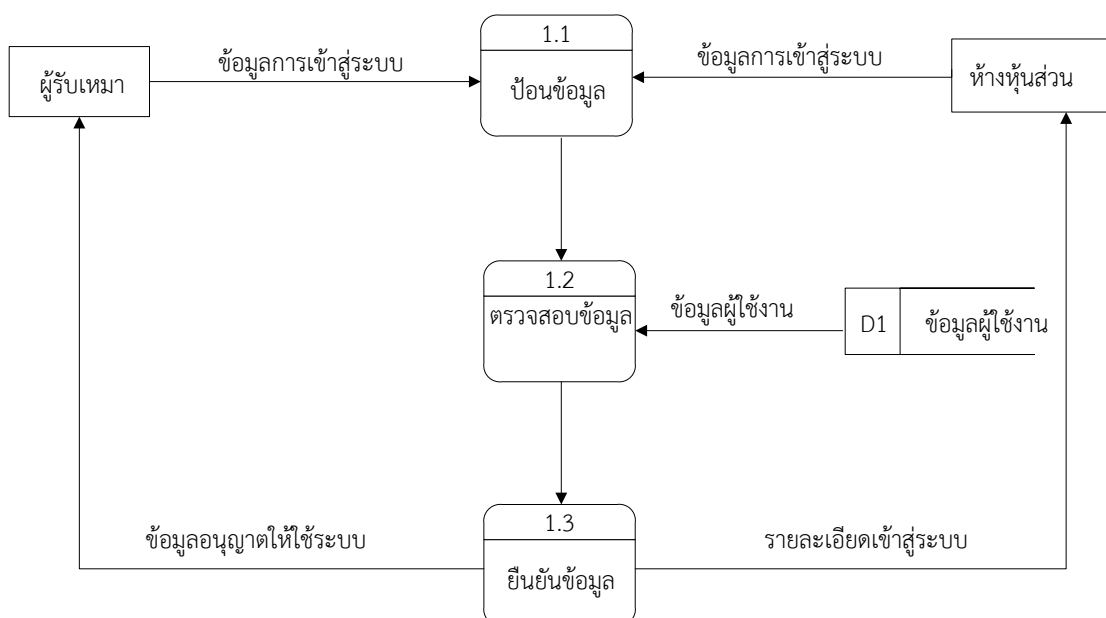 1.1
ข้อมูลการเข้าสู่ระบบ
ข้อมูลการเข้าสู่ระบบ
ผู้รับเหมา
ป้อนข้อมูล
ห้างหุ้นส่วน
1.2
ตรวจสอบข้อมูล
ข้อมูลผู้ใช้งาน
D1
ข้อมูลผู้ใช้งาน
1.3
ข้อมูลอนุญาตให้ใช้ระบบ
รายละเอียดเข้าสู่ระบบ
ยืนยันข้อมูล